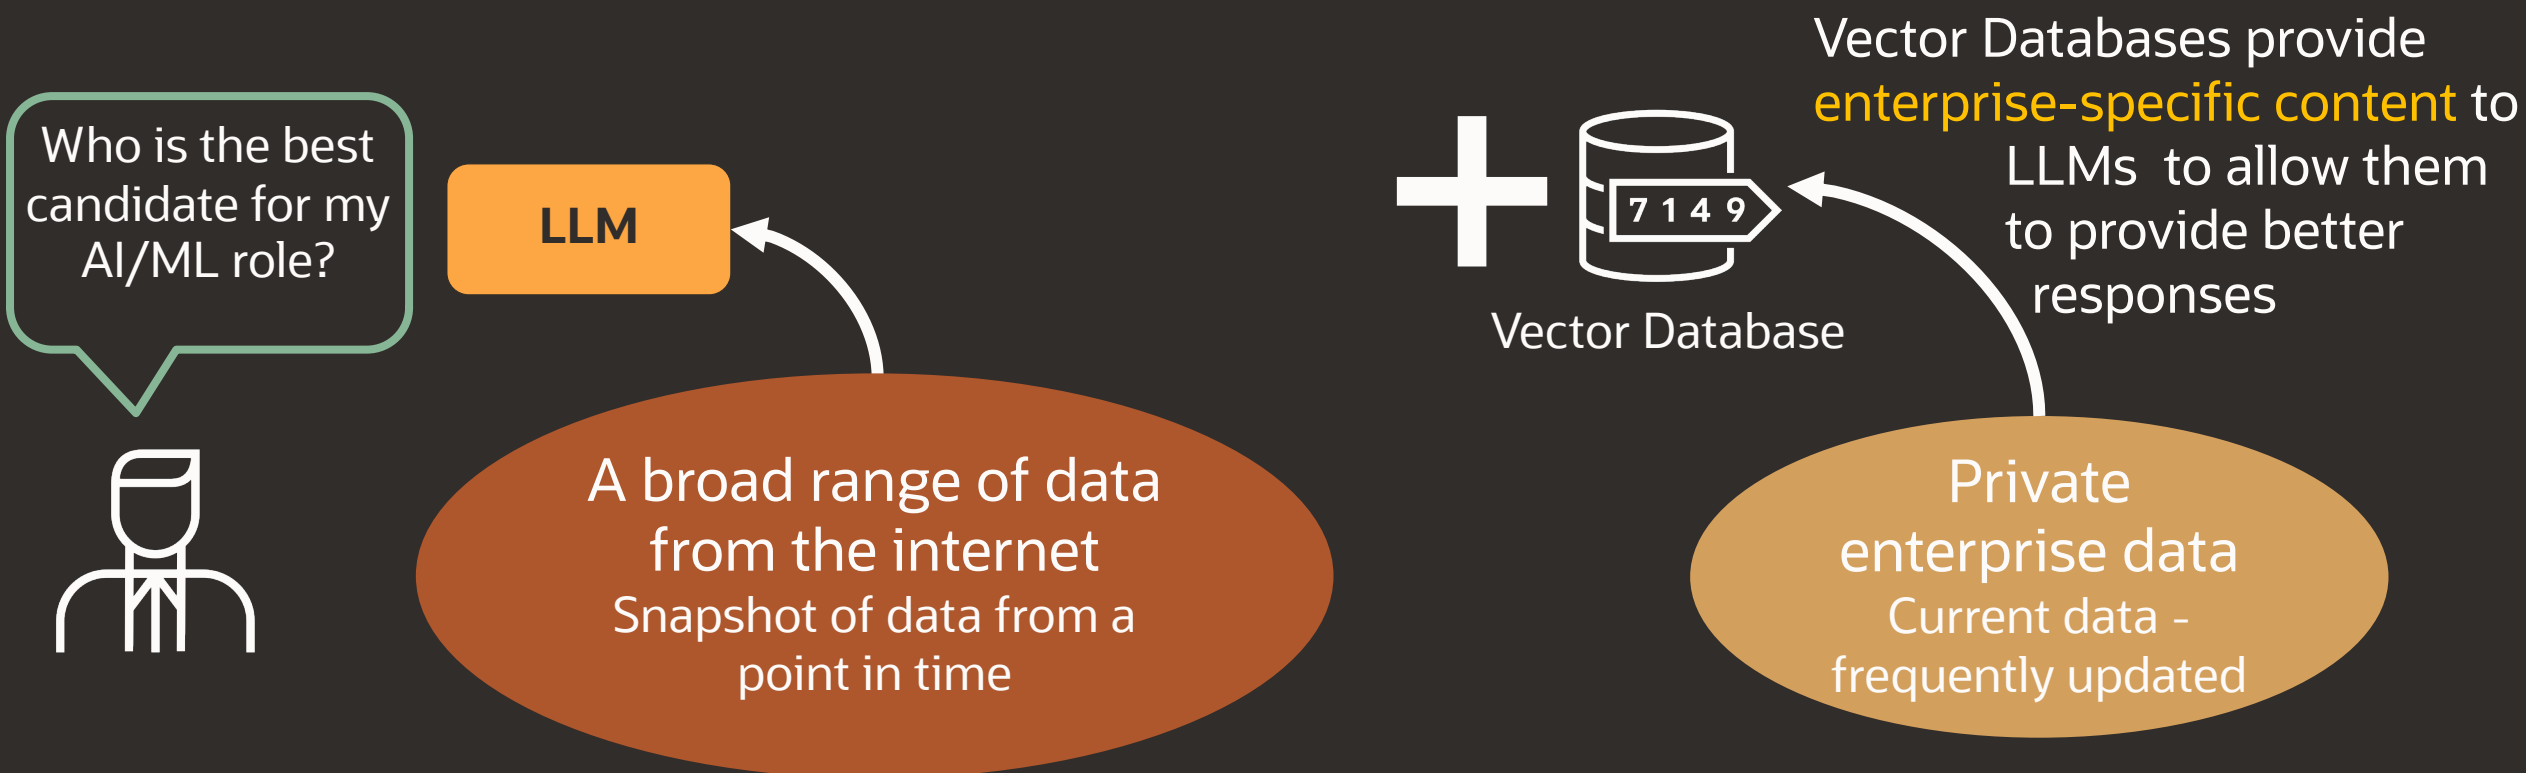 Who is the best
candidate for my
AI/ML role?
LLM
A broad range of data
from the internet
Snapshot of data from a
point in time
7 1 4 9
Vector Database
Vector Databases provide
enterprise-specific content to
LLMs to allow them
to provide better
responses
Private
enterprise data
Current data -
frequently updated